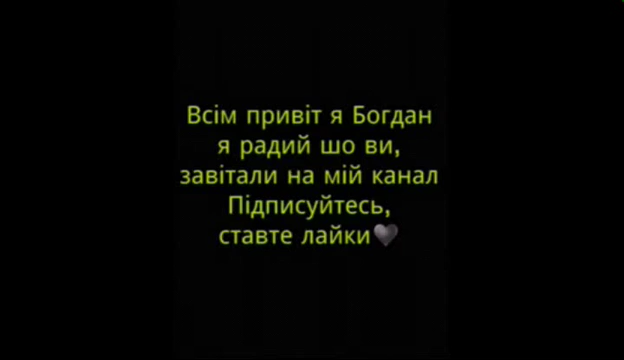 Всім привіт я Богдан
я радий шо ви,
завітали на мій канал
Підписуйтесь,
ставте лайки🖤